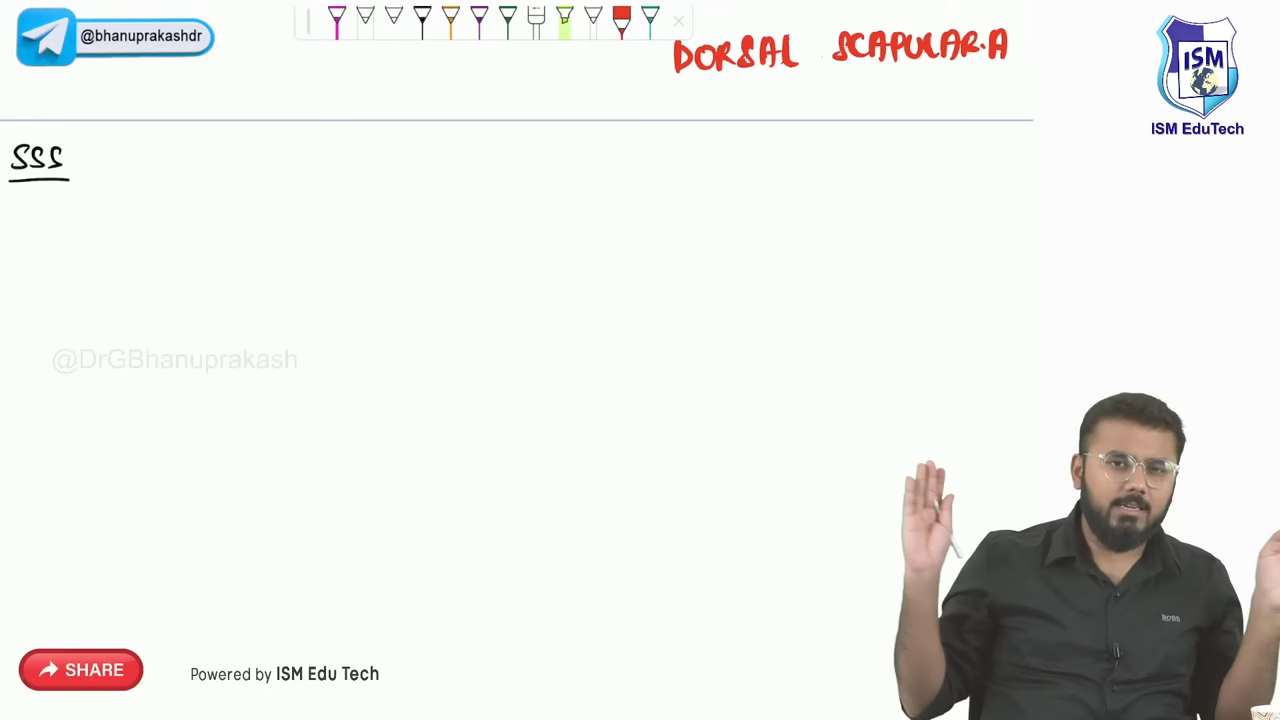 @bhanuprakashdr
DORSAL SCAPULAR.A
ISM
ISM EduTech
SSS
@DrGBhanuprakash
SHARE
Powered by ISM Edu Tech